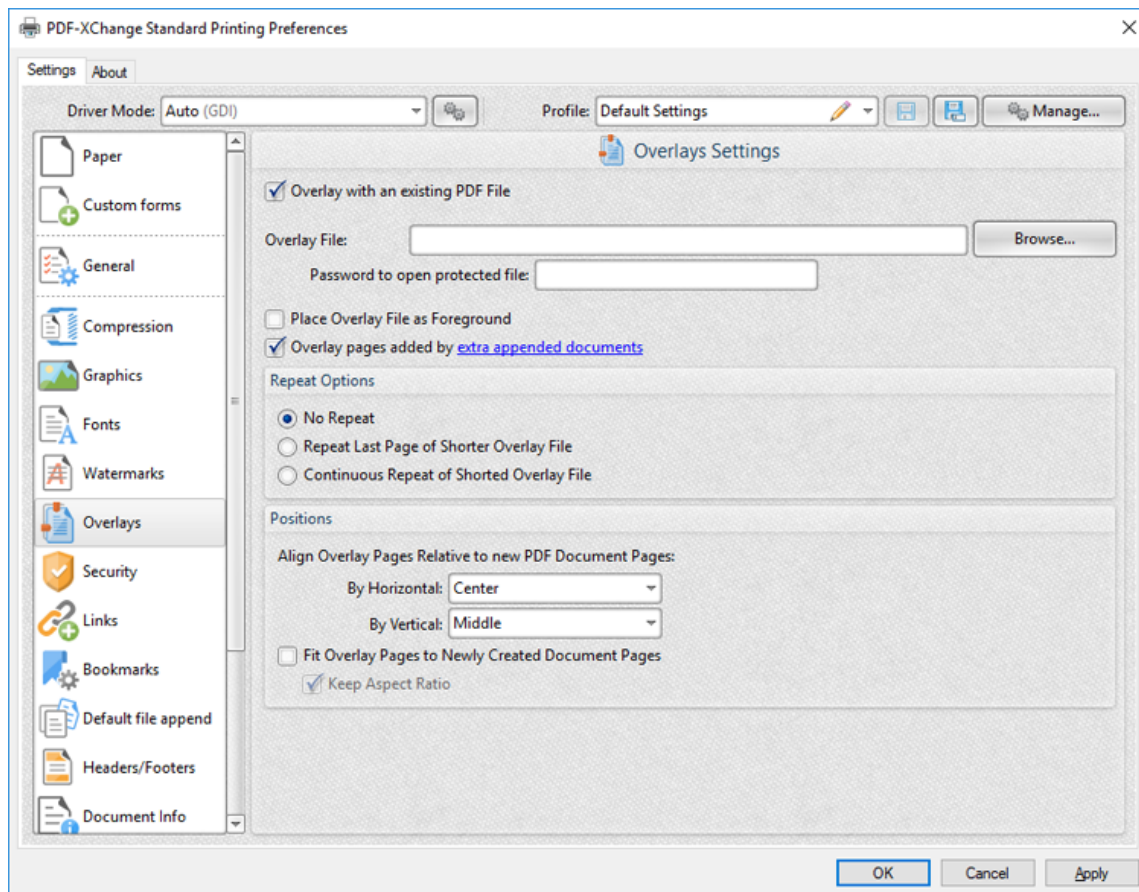 PDF-XChange Standard Printing Preferences
Settings About
Driver Mode: Auto (GDI) Profile: Default Settings Manage...
Paper
Custom forms
General
Compression
Graphics
Fonts
Watermarks
Overlays
Security
Links
Bookmarks
Default file append
Headers/Footers
Document Info
Overlays Settings
Overlay with an existing PDF File
Overlay File: Browse...
Password to open protected file:
Place Overlay File as Foreground
Overlay pages added by extra appended documents
Repeat Options
No Repeat
Repeat Last Page of Shorter Overlay File
Continuous Repeat of Shorted Overlay File
Positions
Align Overlay Pages Relative to new PDF Document Pages:
By Horizontal: Center
By Vertical: Middle
Fit Overlay Pages to Newly Created Document Pages
Keep Aspect Ratio
OK Cancel Apply